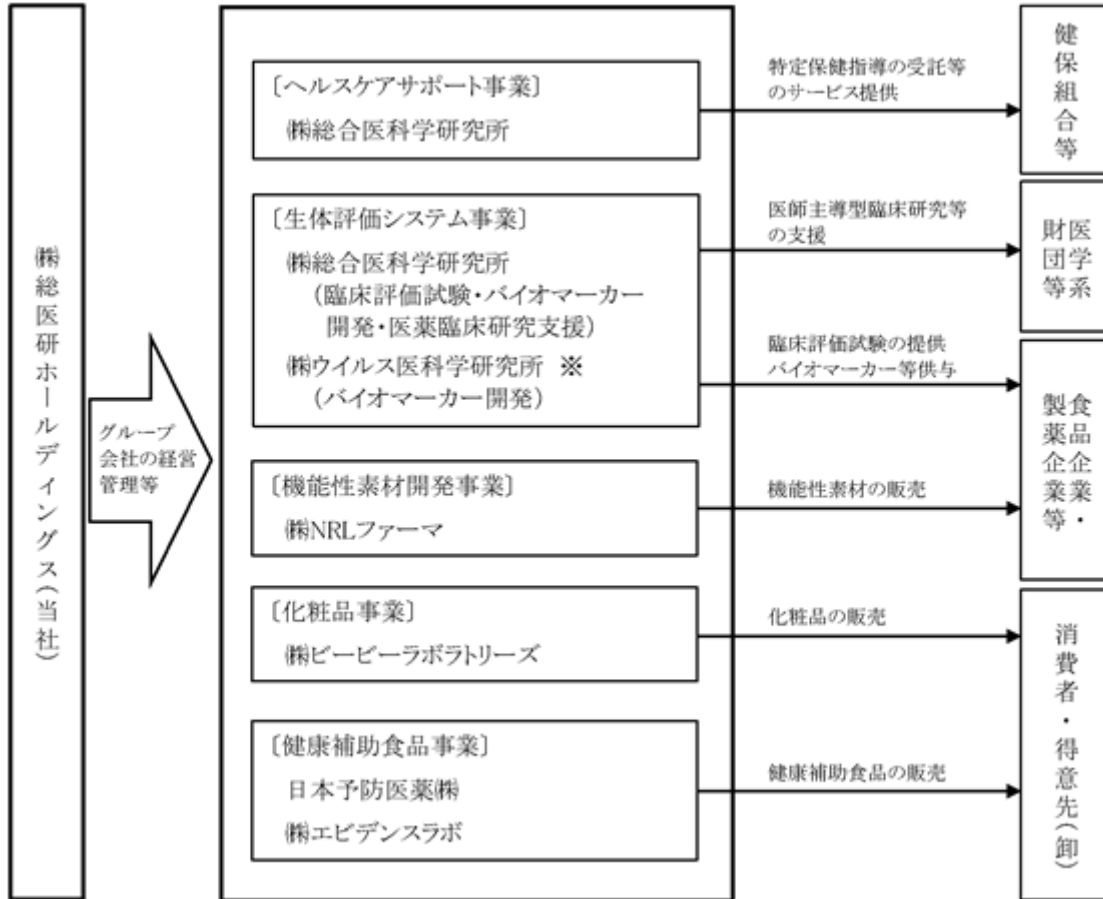 ㈱総医研ホールディングス(当社)
グループ
会社の経営
管理等
〔ヘルスケアサポート事業〕
㈱総合医科学研究所
〔生体評価システム事業〕
㈱総合医科学研究所
(臨床評価試験・バイオマーカー
開発・医薬臨床研究支援)
㈱ウイルス医科学研究所 ※
(バイオマーカー開発)
〔機能性素材開発事業〕
㈱NRLファーマ
〔化粧品事業〕
㈱ビービーラボラトリーズ
〔健康補助食品事業〕
日本予防医薬㈱
㈱エビデンスラボ
特定保健指導の受託等
のサービス提供
医師主導型臨床研究等
の支援
臨床評価試験の提供
バイオマーカー等供与
機能性素材の販売
化粧品の販売
健康補助食品の販売
健保組合等
医学系
財団等
食品企業・
製薬企業等
消費者・得意先(卸)